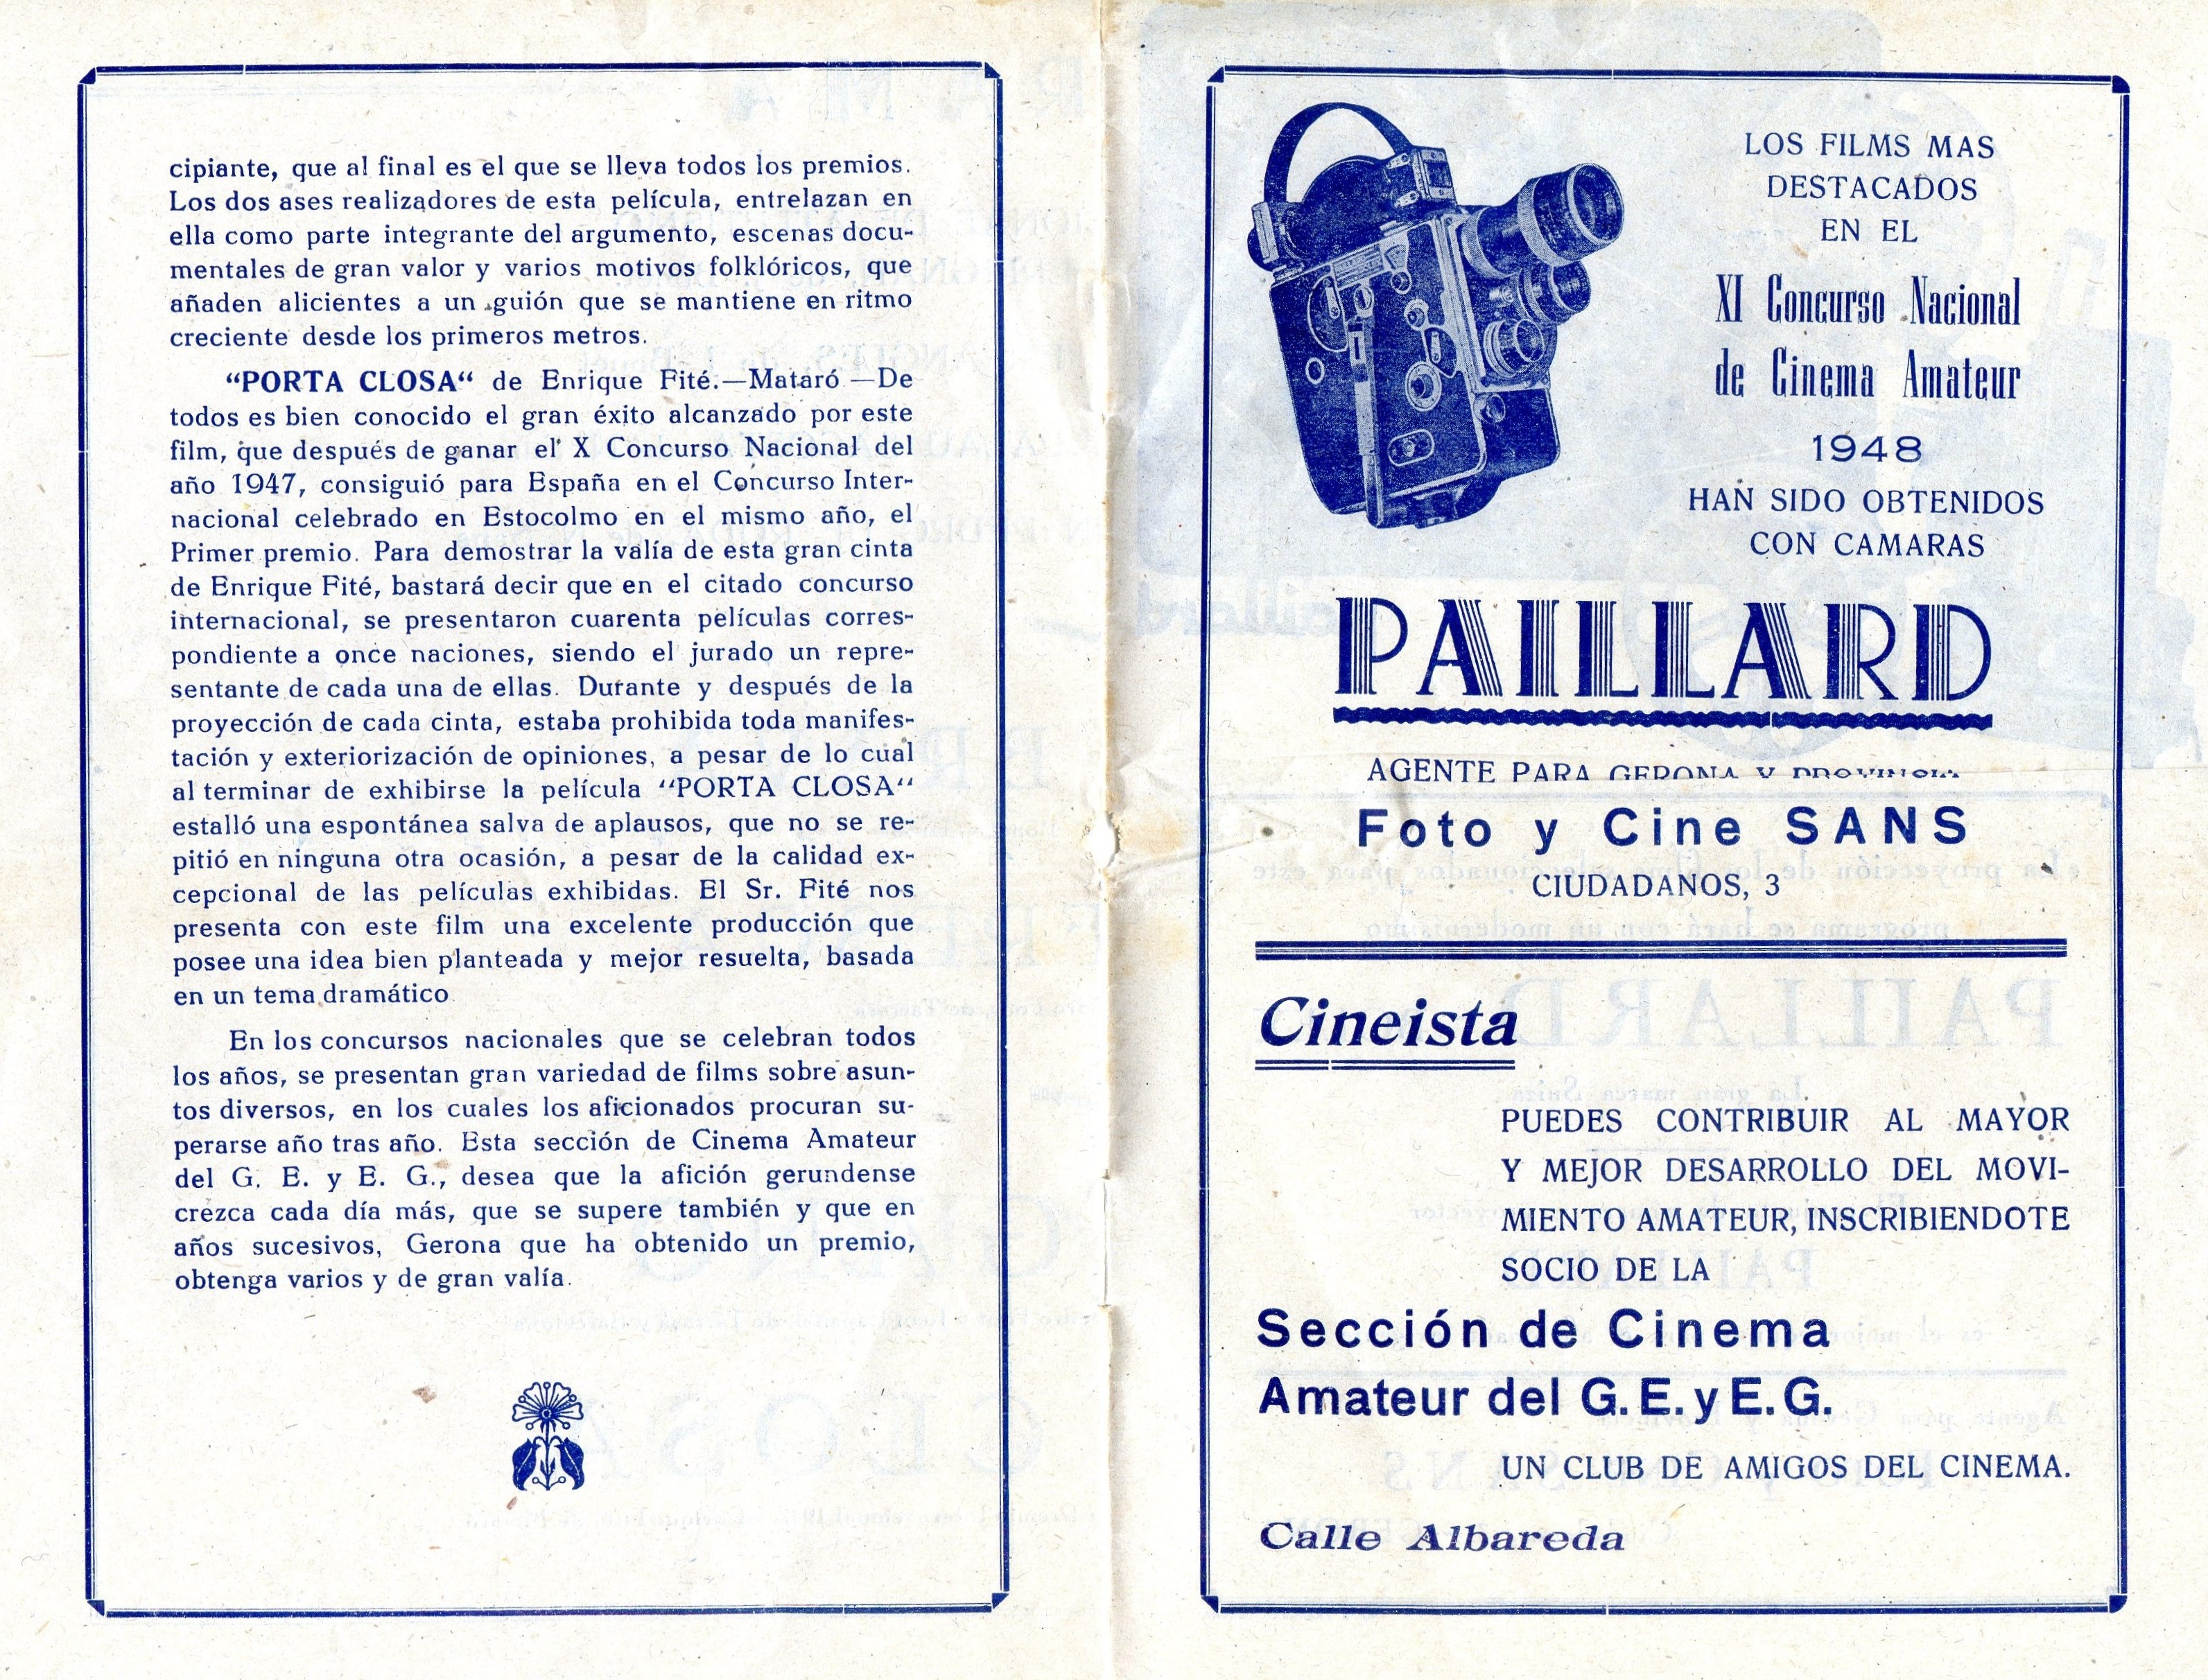 cipiante, que al final es el que se lleva todos los premios.
Los dos ases realizadores de esta película, entrelazan en
ella como parte integrante del argumento, escenas docu-
mentales de gran valor y varios motivos folklóricos, que
añaden alicientes a un guión que se mantiene en ritmo
creciente desde los primeros metros.
“PORTA CLOSA“ de Enrique Fité.—Mataró —De
todos es bien conocido el gran éxito alcanzado por este
film, que después de ganar el X Concurso Nacional del
año 1947, consiguió para España en el Concurso Inter-
nacional celebrado en Estocolmo en el mismo año, el
Primer premio. Para demostrar la valía de esta gran cinta
de Enrique Fité, bastará decir que en el citado concurso
internacional, se presentaron cuarenta películas corres-
pondiente a once naciones, siendo el jurado un repre-
sentante de cada una de ellas. Durante y después de la
proyección de cada cinta, estaba prohibida toda manifes-
tación y exteriorización de opiniones, a pesar de lo cual
al terminar de exhibirse la película “PORTA CLOSA“
estalló una espontánea salva de aplausos, que no se re-
pitió en ninguna otra ocasión, a pesar de la calidad ex-
cepcional de las películas exhibidas. El Sr. Fité nos
presenta con este film una excelente producción que
posee una idea bien planteada y mejor resuelta, basada
en un tema dramático
En los concursos nacionales que se celebran todos
los años, se presentan gran variedad de films sobre asun-
tos diversos, en los cuales los aficionados procuran su-
perarse año tras año. Esta sección de Cinema Amateur
del G. E. y E. G., desea que la afición gerundense
crezca cada día más, que se supere también y que en
años sucesivos, Gerona que ha obtenido un premio,
obtenga varios y de gran valía.
LOS FILMS MAS
DESTACADOS
EN EL
XI Concurso Nacional
de Cinema Amateur
1948
HAN SIDO OBTENIDOS
CON CAMARAS
PAILLARD
AGENTE PARA GERONA Y PROVINCIA
Foto y Cine SANS
CIUDADANOS, 3
Cineista
PUEDES CONTRIBUIR AL MAYOR
Y MEJOR DESARROLLO DEL MOVI-
MIENTO AMATEUR, INSCRIBIENDOTE
SOCIO DE LA
Sección de Cinema
Amateur del G.E.yE.G.
UN CLUB DE AMIGOS DEL CINEMA.
Calle Albareda